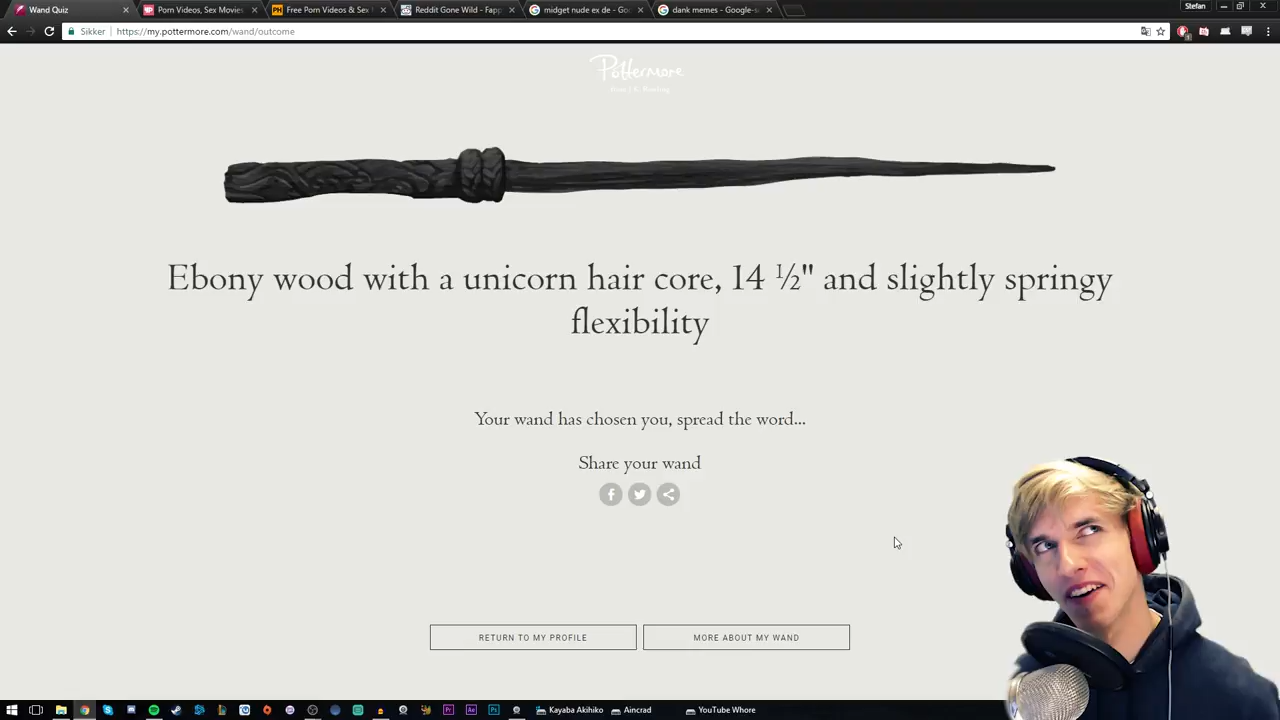 Wand Quiz
Porn Videos, Sex Movies
Free Porn Videos & Sex
Reddit Gone Wild - Fapp
midget nude ex de - Goo
dank memes - Google-s
Stefan
Sikker
https://my.pottermore.com/wand/outcome
Pottermore
from J.K. Rowling
Ebony wood with a unicorn hair core, 14 ½" and slightly springy
flexibility
Your wand has chosen you, spread the word...
Share your wand
RETURN TO MY PROFILE
MORE ABOUT MY WAND
Kayaba Akihiko
Aincrad
YouTube Whore